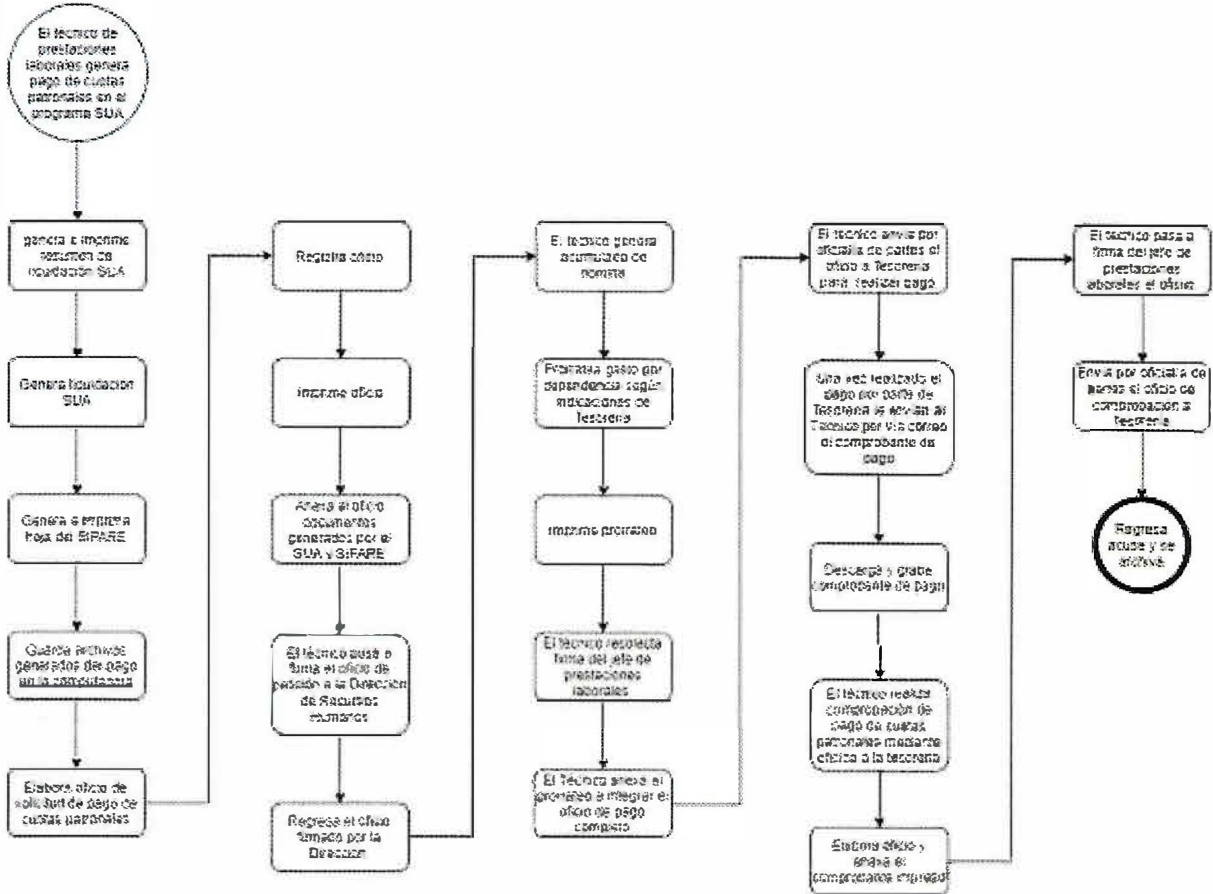 El técnico de
prestaciones
laborales genera
pago de cuotas
patronales en el
programa SUA
genera e imprime
resumen de
liquidación SUA
Genera liquidación
SUA
Genera e imprime
hoja del SIPARE
Guarda archivos
generados del pago
en la computadora
Elabora oficio de
solicitud de pago de
cuotas patronales
Registra oficio
Imprime oficio
Anexa al oficio
documentos
generados por el
SUA y SIPARE
El técnico pasa a
firma el oficio de
petición a la Dirección
de Recursos
Humanos
Regresa el oficio
firmado por la
Dirección
El técnico genera
acumulado de
nómina
Prorratea gasto por
dependencia según
indicaciones de
Tesorería
Imprime prorrateo
El técnico recolecta
firma del jefe de
prestaciones
laborales
El Técnico anexa el
prorrateo e integrar el
oficio de pago
completo
El técnico envía por
oficialía de partes el
oficio a Tesorería
para realizar pago
Una vez realizado el
pago por parte de
Tesorería le envían al
Técnico por vía correo
el comprobante de
pago
Descarga y graba
comprobante de pago
El técnico realiza
comprobación de
pago de cuotas
patronales mediante
oficio a la tesorería
Elabora oficio y
anexa el
comprobante impreso
El técnico pasa a
firma del jefe de
prestaciones
laborales el oficio
Envía por oficialía de
partes el oficio de
comprobación a
Tesorería
Regresa
acuse y se
archiva